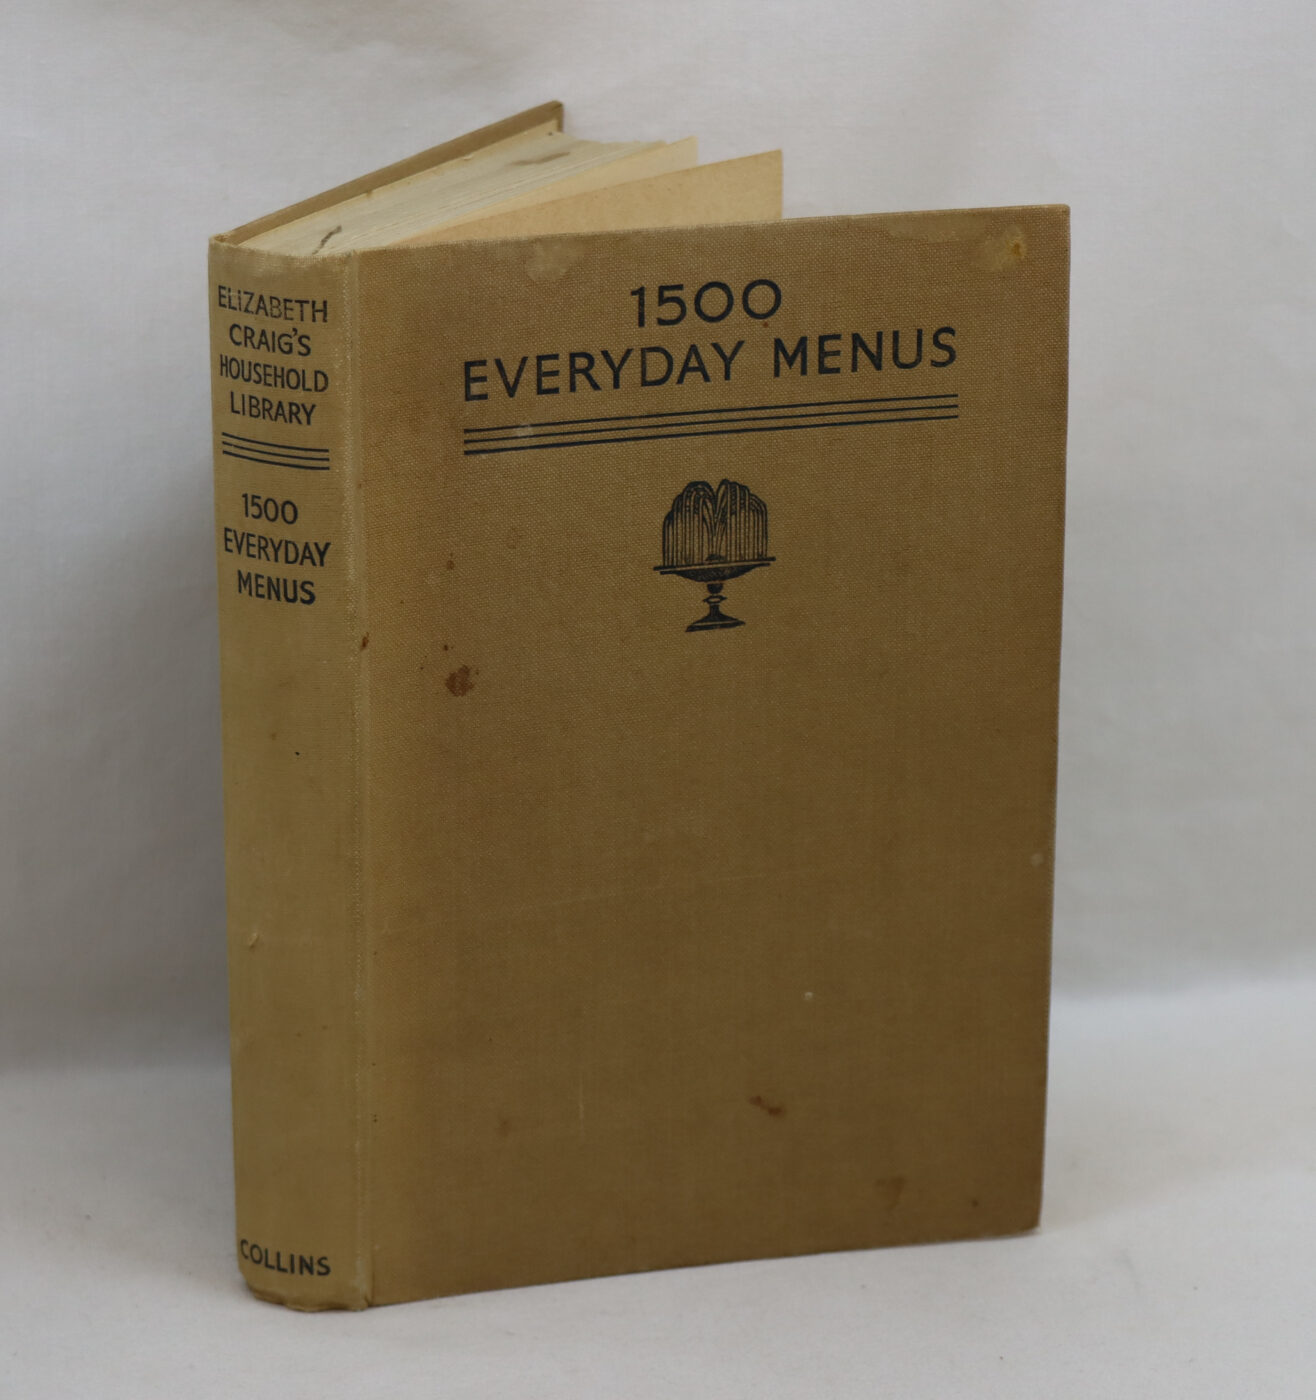 ELIZABETH
CRAIG'S
HOUSEHOLD
LIBRARY
1500
EVERYDAY
MENUS
COLLINS
1500
EVERYDAY MENUS